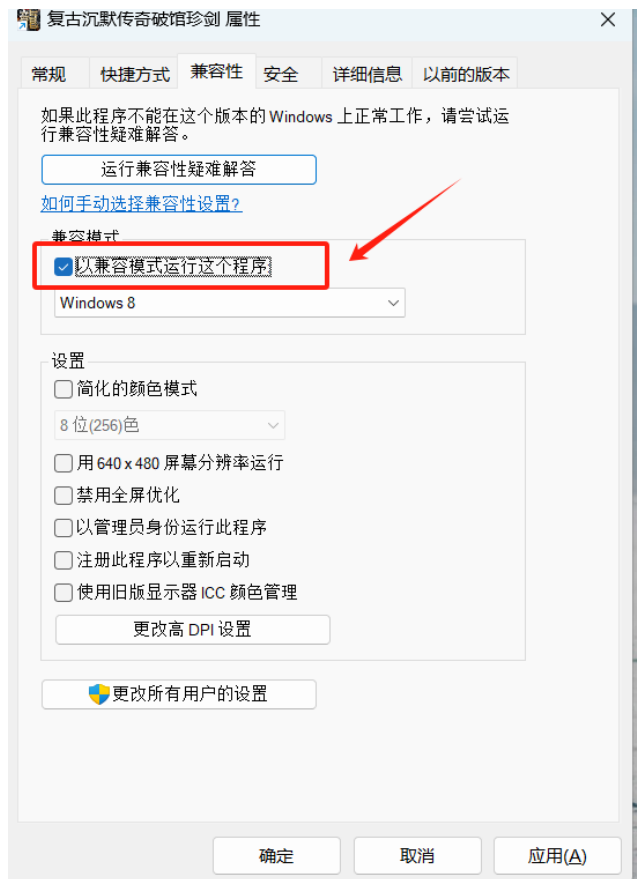 复古沉默传奇破馆珍剑 属性
常规 快捷方式 兼容性 安全 详细信息 以前的版本
如果此程序不能在这个版本的 Windows 上正常工作，请尝试运
行兼容性疑难解答。
运行兼容性疑难解答
如何手动选择兼容性设置?
兼容模式
以兼容模式运行这个程序
Windows 8
设置
简化的颜色模式
8 位(256)色
用 640 x 480 屏幕分辨率运行
禁用全屏优化
以管理员身份运行此程序
注册此程序以重新启动
使用旧版显示器 ICC 颜色管理
更改高 DPI 设置
更改所有用户的设置
确定 取消 应用(A)